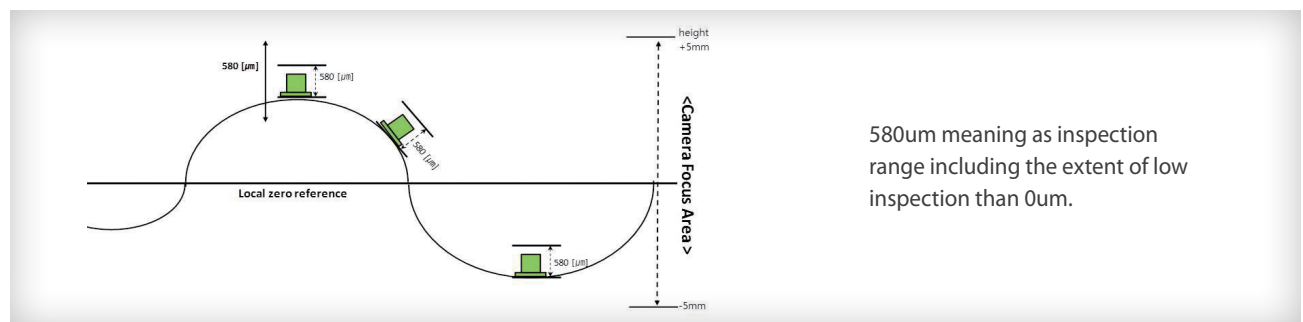 height
+5mm
580 [㎛]
580 [㎛]
580 [㎛]
<Camera Focus Area>
Local zero reference
580 [㎛]
-5mm
580um meaning as inspection
range including the extent of low
inspection than 0um.